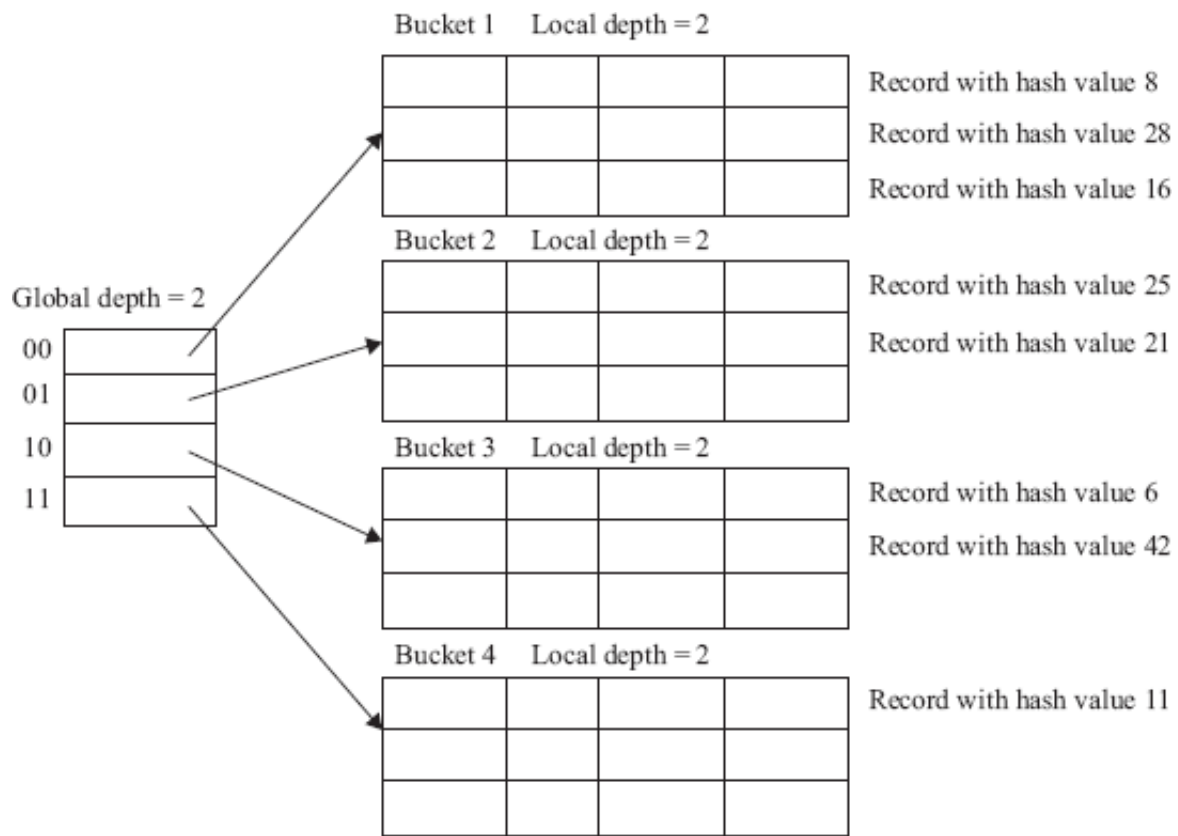 Bucket 1 Local depth = 2
Record with hash value 8
Record with hash value 28
Record with hash value 16
Bucket 2 Local depth = 2
Record with hash value 25
Record with hash value 21
Global depth = 2
00
01
10
11
Bucket 3 Local depth = 2
Record with hash value 6
Record with hash value 42
Bucket 4 Local depth = 2
Record with hash value 11